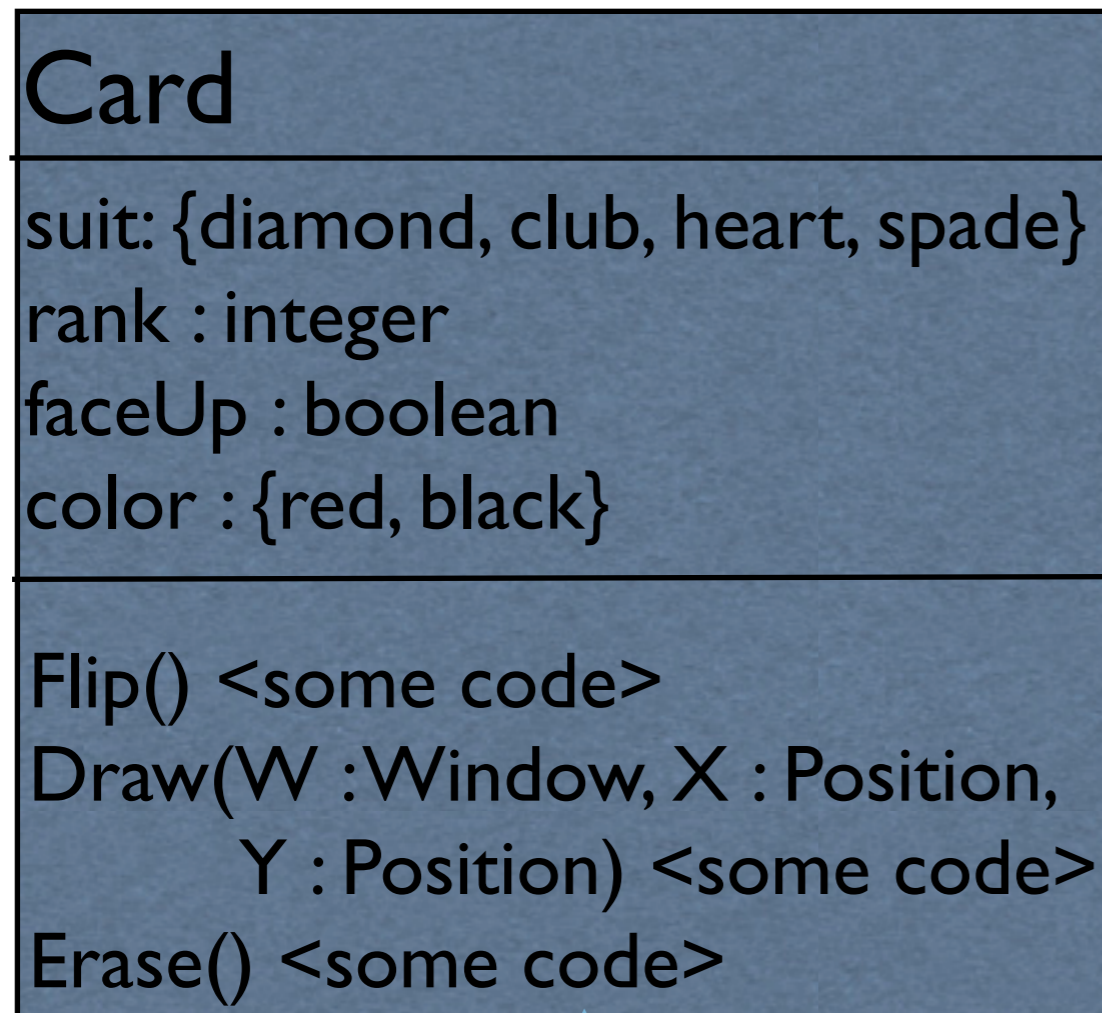 Card
suit: {diamond, club, heart, spade}
rank : integer
faceUp : boolean
color : {red, black}
Flip() <some code>
Draw(W : Window, X : Position,
Y : Position) <some code>
Erase() <some code>